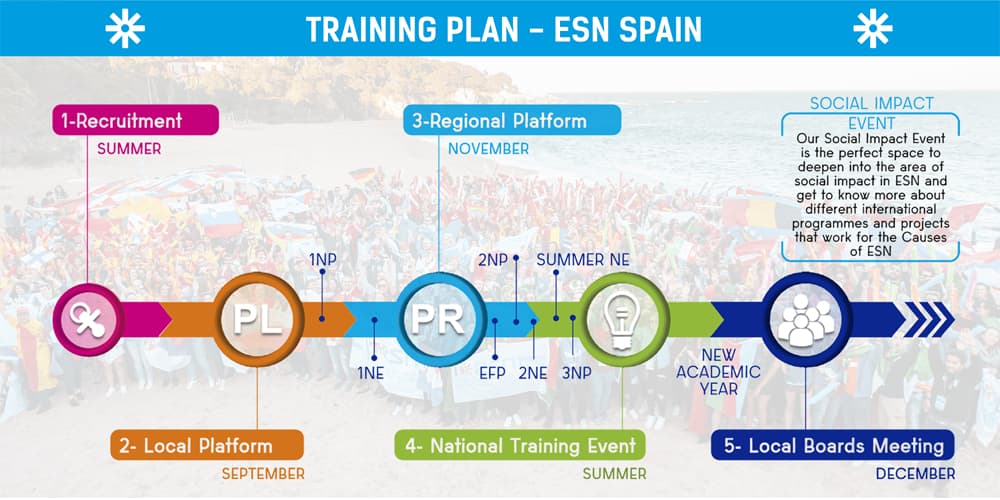 TRAINING PLAN – ESN SPAIN
1-Recruitment
SUMMER
3-Regional Platform
NOVEMBER
SOCIAL IMPACT
EVENT
Our Social Impact Event
is the perfect space to
deepen into the area of
social impact in ESN and
get to know more about
different international
programmes and projects
that work for the Causes
of ESN
1NP
2NP
SUMMER NE
PL
PR
1NE
EFP
2NE
3NP
NEW
ACADEMIC
YEAR
2- Local Platform
SEPTEMBER
4- National Training Event
SUMMER
5- Local Boards Meeting
DECEMBER